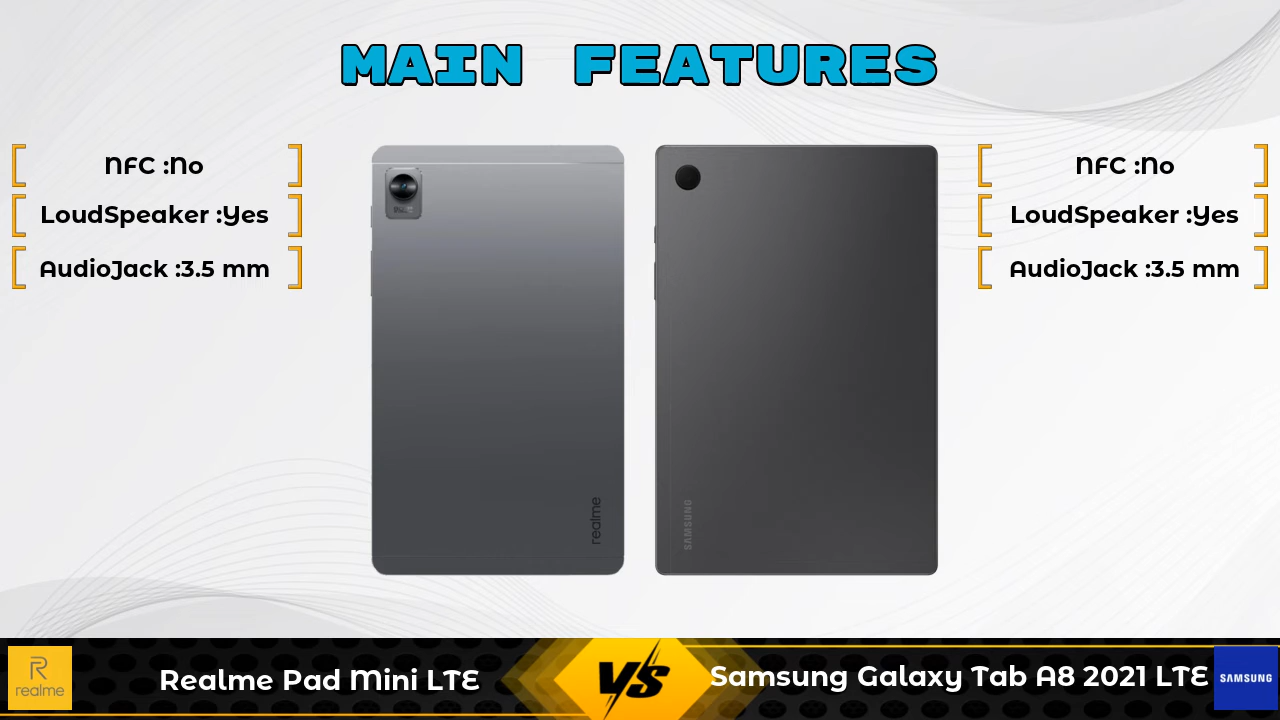 MAIN FEATURES
NFC :No
LoudSpeaker :Yes
AudioJack :3.5 mm
realme
SAMSUNG
NFC :No
LoudSpeaker :Yes
AudioJack :3.5 mm
R
realme
Realme Pad Mini LTE
VS
Samsung Galaxy Tab A8 2021 LTE
SAMSUNG